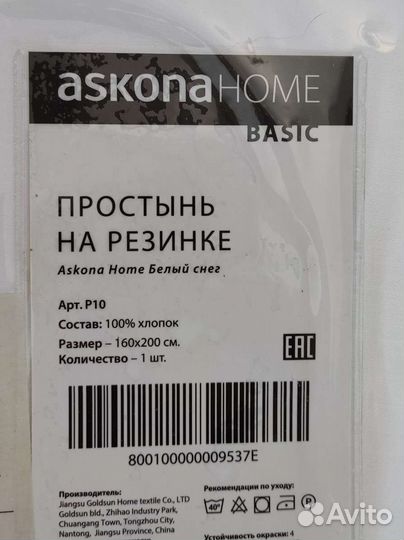 askonaHOME
BASIC
ПРОСТЫНЬ
НА РЕЗИНКЕ
Askona Home Белый снег
Арт. P10
Состав: 100% хлопок
Размер – 160x200 см.
Количество – 1 шт.
EAC
800100000009537E
Производитель:
Jiangsu Goldsun Home textile Co., LTD
Goldsun bld., Zhihao Industry Park,
Chuangang Town, Tongzhou City,
Nantong, Jiangsu Province, China
Рекомендации по уходу:
40°
P
Устойчивость окраски: 4
Avito